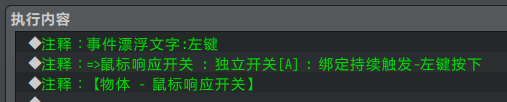 执行内容
◆注释：事件漂浮文字:左键
◆注释：=>鼠标响应开关 : 独立开关[A] : 绑定持续触发-左键按下
◆注释：【物体 - 鼠标响应开关】